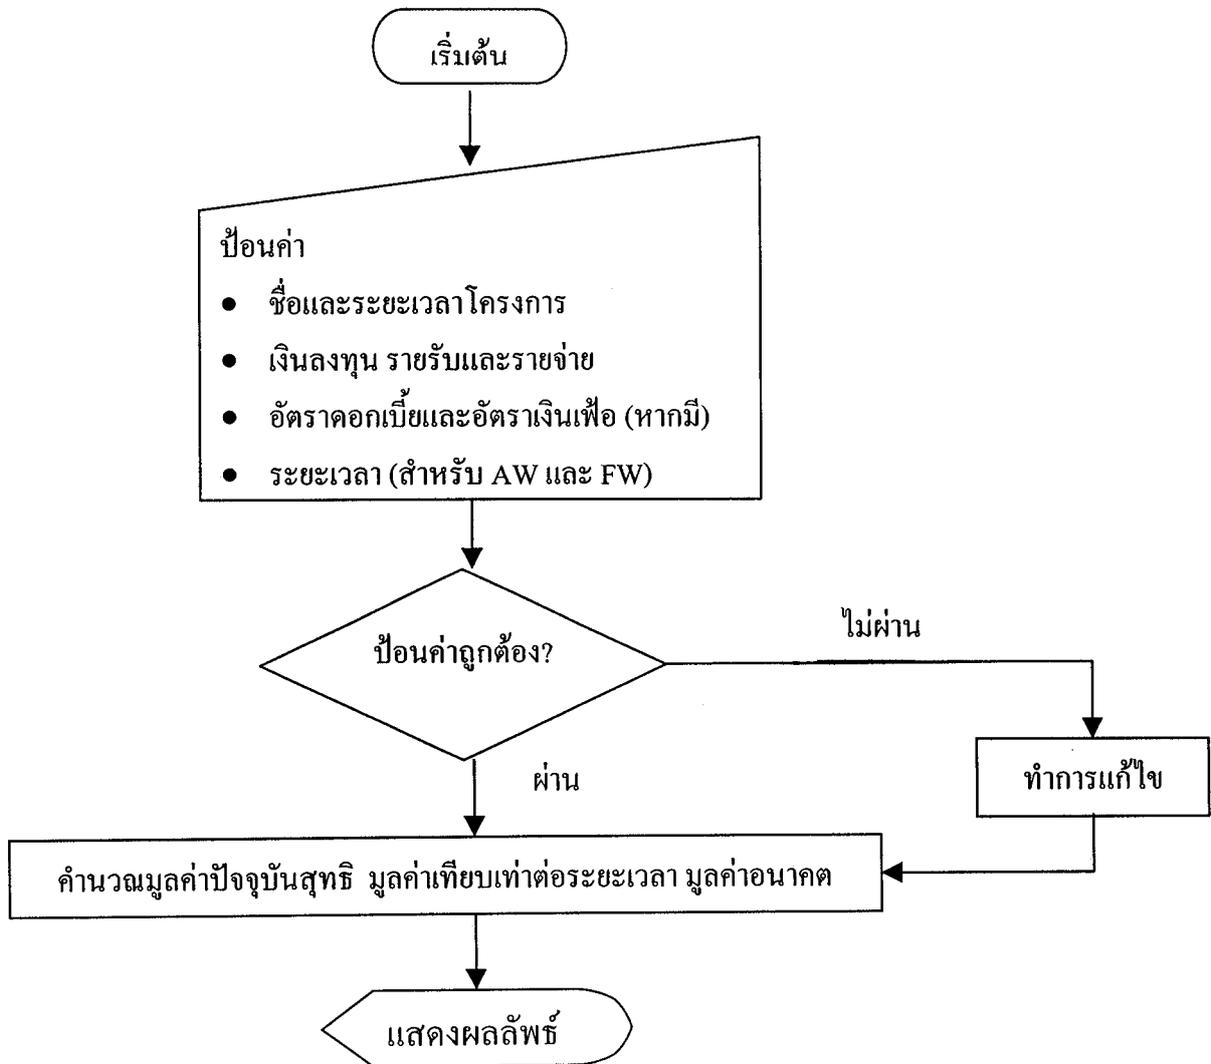 เริ่มต้น
ป้อนค่า
● ชื่อและระยะเวลาโครงการ
● เงินลงทุน รายรับและรายจ่าย
● อัตราดอกเบี้ยและอัตราเงินเฟ้อ (หากมี)
● ระยะเวลา (สำหรับ AW และ FW)
ไม่ผ่าน
ป้อนค่าถูกต้อง?
ผ่าน
ทำการแก้ไข
คำนวณมูลค่าปัจจุบันสุทธิ มูลค่าเทียบเท่าต่อระยะเวลา มูลค่าอนาคต
แสดงผลลัพธ์